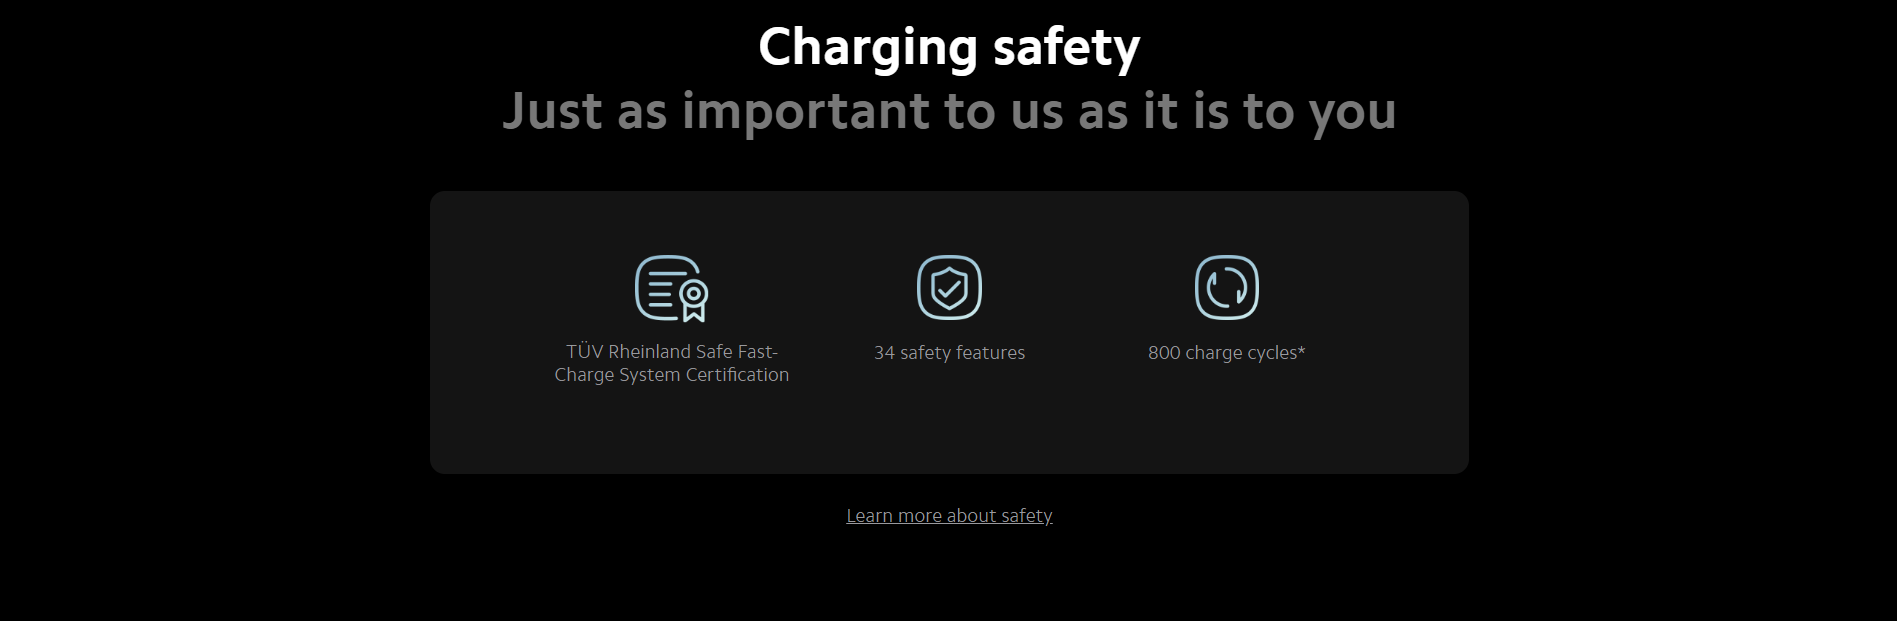 Charging safety
Just as important to us as it is to you
TÜV Rheinland Safe Fast-
Charge System Certification
34 safety features
800 charge cycles*
Learn more about safety